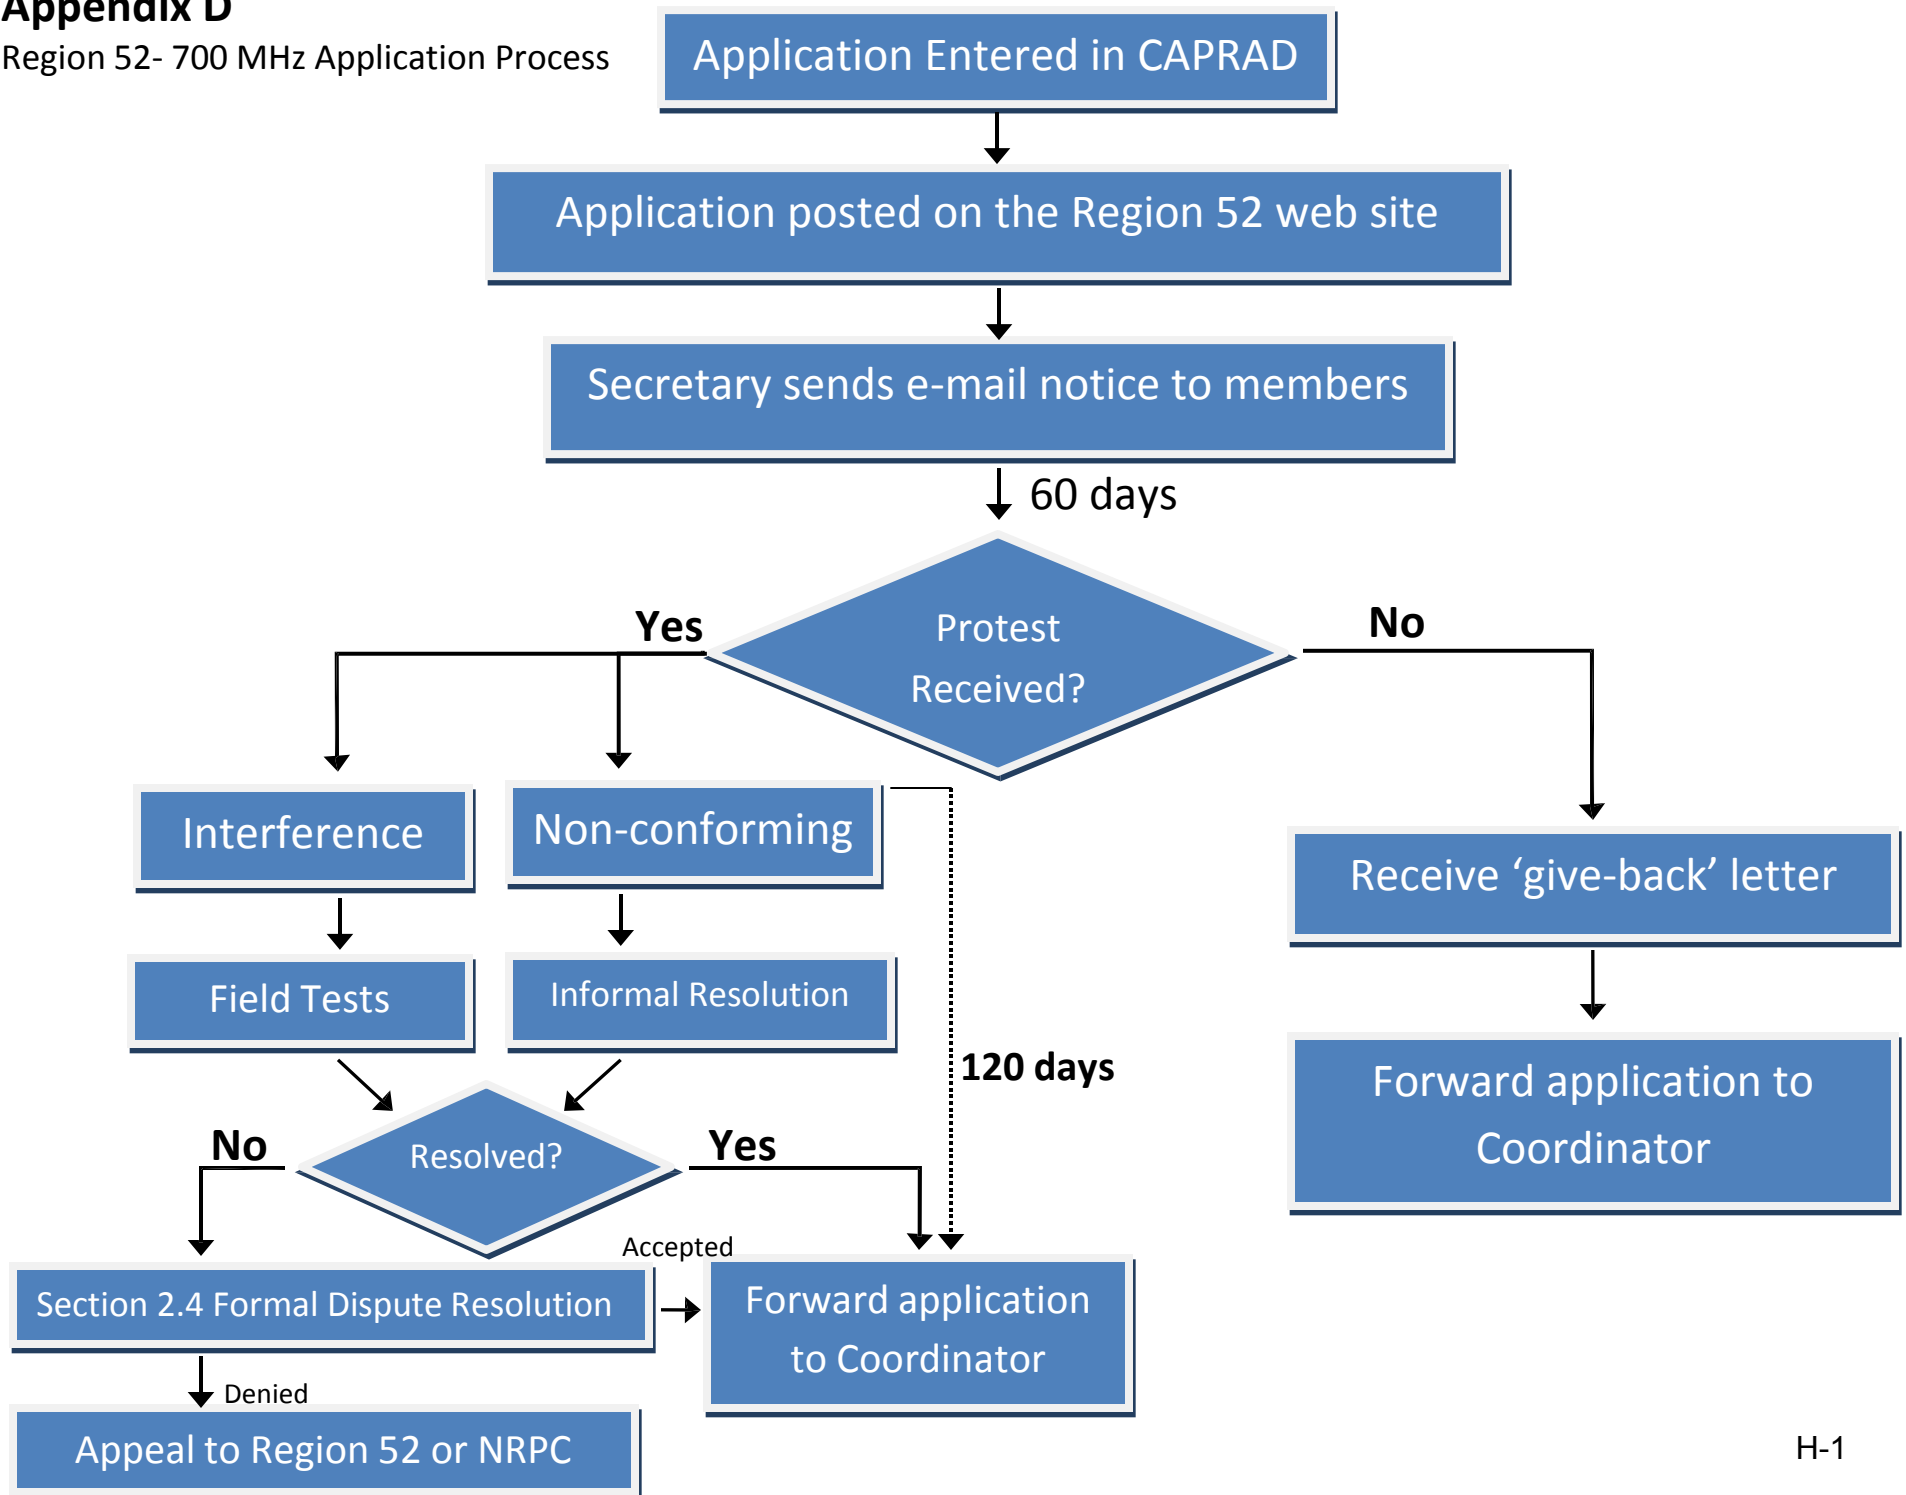 Appendix D
Region 52- 700 MHz Application Process
Application Entered in CAPRAD
Application posted on the Region 52 web site
Secretary sends e-mail notice to members
60 days
Protest
Received?
Yes
No
Interference
Non-conforming
Receive ‘give-back’ letter
Field Tests
Informal Resolution
120 days
Forward application to
Coordinator
Resolved?
No
Yes
Accepted
Section 2.4 Formal Dispute Resolution
Forward application
to Coordinator
Denied
Appeal to Region 52 or NRPC
H-1